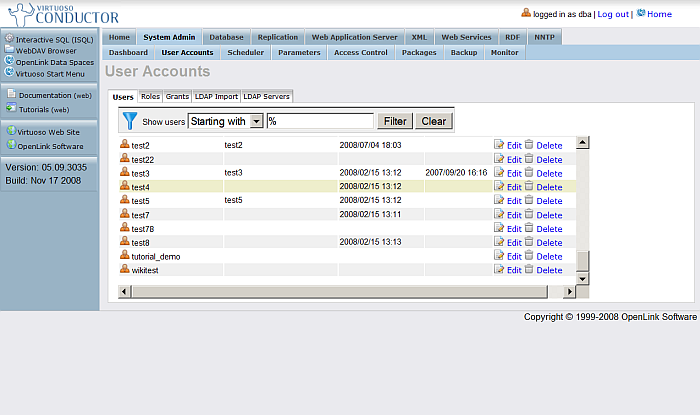 VIRTUOSO
CONDUCTOR
logged in as dba | Log out | Home
Interactive SQL (ISQL)
WebDAV Browser
OpenLink Data Spaces
Virtuoso Start Menu
Documentation (web)
Tutorials (web)
Virtuoso Web Site
OpenLink Software
Version: 05.09.3035
Build: Nov 17 2008
Home System Admin Database Replication Web Application Server XML Web Services RDF NNTP
Dashboard User Accounts Scheduler Parameters Access Control Packages Backup Monitor
User Accounts
Users Roles Grants LDAP Import LDAP Servers
Show users Starting with % Filter Clear
test2 test2 2008/07/04 18:03 Edit Delete
test22 Edit Delete
test3 test3 2008/02/15 13:12 2007/09/20 16:16 Edit Delete
test4 2008/02/15 13:12 Edit Delete
test5 test5 2008/02/15 13:12 Edit Delete
test7 2008/02/15 13:11 Edit Delete
test78 Edit Delete
test8 2008/02/15 13:13 Edit Delete
tutorial_demo Edit Delete
wikitest Edit Delete
Copyright © 1999-2008 OpenLink Software